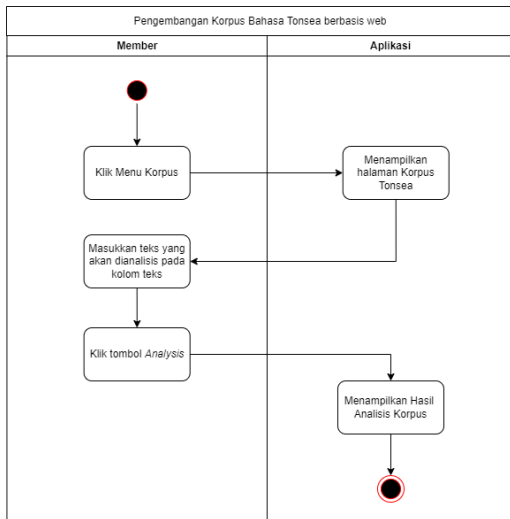 Pengembangan Korpus Bahasa Tonsea berbasis web
Member
Aplikasi
Klik Menu Korpus
Menampilkan
halaman Korpus
Tonsea
Masukkan teks yang
akan dianalisis pada
kolom teks
Klik tombol Analysis
Menampilkan Hasil
Analisis Korpus